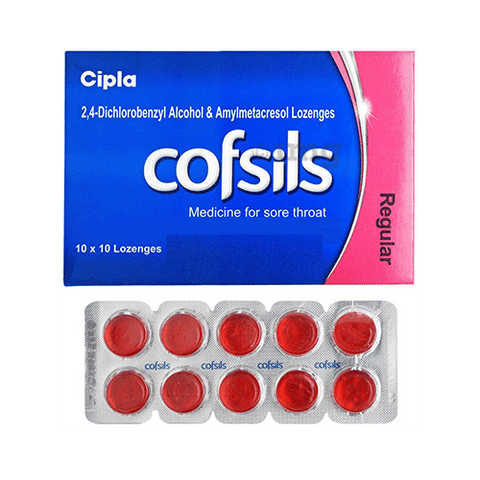 Cipla
2,4-Dichlorobenzyl Alcohol & Amylmetacresol Lozenges
cofsils
Medicine for sore throat
10 x 10 Lozenges
Regular
cofsils cofsils cofsils